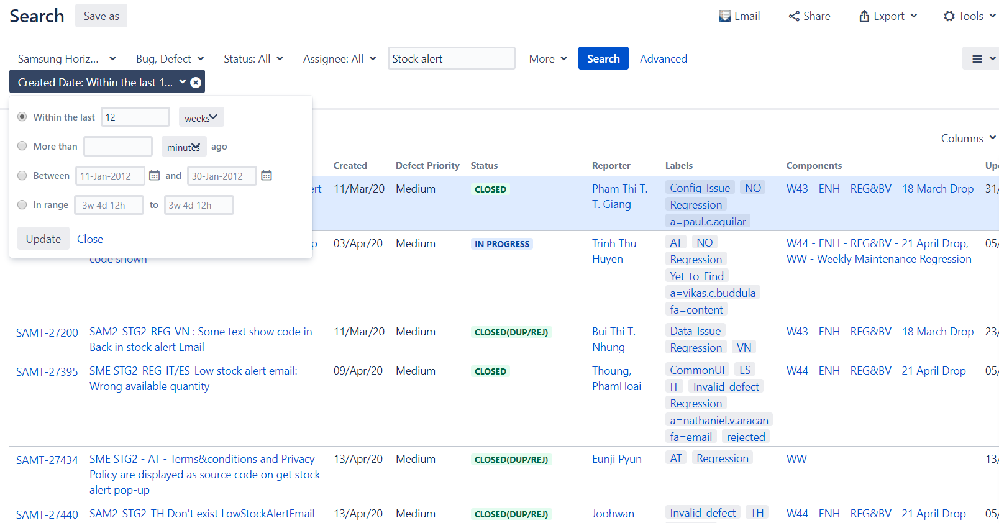 Search Save as Email Share Export Tools
Samsung Horiz... Bug, Defect Status: All Assignee: All Stock alert More Search Advanced
Created Date: Within the last 1...
Within the last 12 weeks
More than minutes ago
Between 11-Jan-2012 and 30-Jan-2012
In range -3w 4d 12h to 3w 4d 12h
Update Close
Columns
Created Defect Priority Status Reporter Labels Components
11/Mar/20 Medium CLOSED Pham Thi T. Config Issue NO W43 - ENH - REG&BV - 18 March Drop 31/
T. Giang Regression
a=paul.c.aguilar
03/Apr/20 Medium IN PROGRESS Trinh Thu AT NO W44 - ENH - REG&BV - 21 April Drop, 05/
code shown Huyen Regression WW - Weekly Maintenance Regression
Yet to Find
a=vikas.c.buddula
fa=content
SAMT-27200 SAM2-STG2-REG-VN : Some text show code in 11/Mar/20 Medium CLOSED(DUP/REJ) Bui Thi T. Data Issue W43 - ENH - REG&BV - 18 March Drop 23/
Back in stock alert Email Nhung Regression VN
SAMT-27395 SME STG2-REG-IT/ES-Low stock alert email: 09/Apr/20 Medium CLOSED Thoung, CommonUI ES W44 - ENH - REG&BV - 21 April Drop 05/
Wrong available quantity PhamHoai IT Invalid defect
Regression
a=nathaniel.v.aracan
fa=email rejected
SAMT-27434 SME STG2 - AT - Terms&conditions and Privacy 13/Apr/20 Medium CLOSED(DUP/REJ) Eunji Pyun AT Regression WW 13/
Policy are displayed as source code on get stock
alert pop-up
SAMT-27440 SAM2-STG2-TH Don't exist LowStockAlertEmail 13/Apr/20 Medium CLOSED(DUP/REJ) Joohwan Invalid defect TH W44 - ENH - REG&BV - 21 April Drop 05/